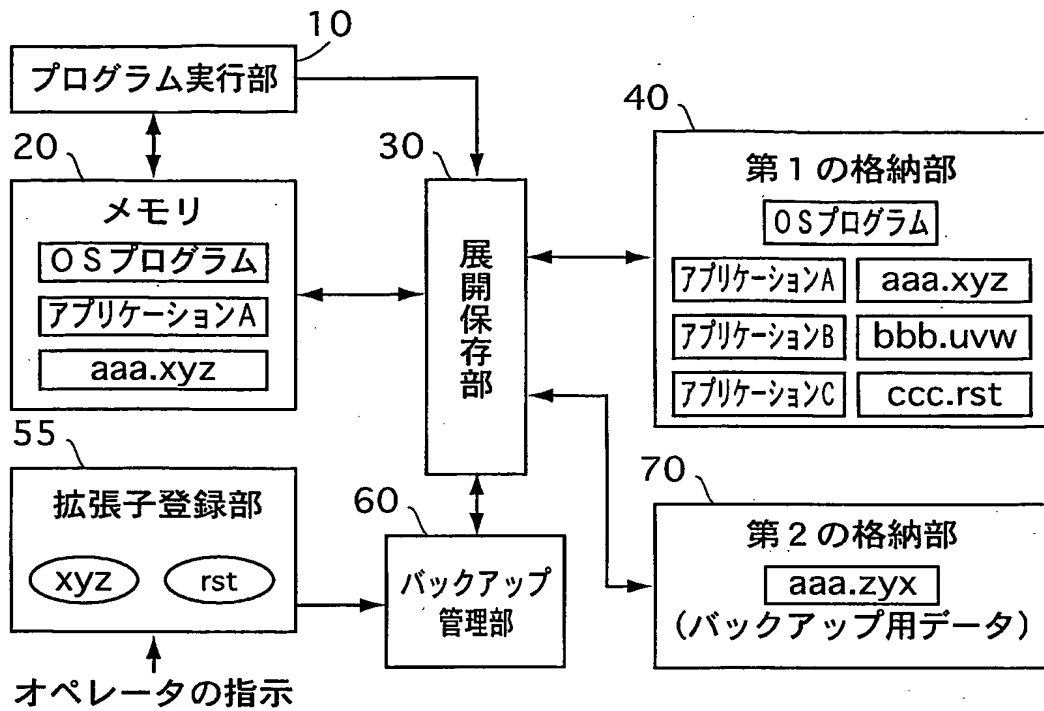 10
プログラム実行部
20
メモリ
OSプログラム
アプリケーションA
aaa.xyz
30
展開保存部
40
第1の格納部
OSプログラム
アプリケーションA
aaa.xyz
アプリケーションB
bbb.uvw
アプリケーションC
ccc.rst
55
拡張子登録部
xyz
rst
オペレータの指示
60
バックアップ
管理部
70
第2の格納部
aaa.zyx
(バックアップ用データ)